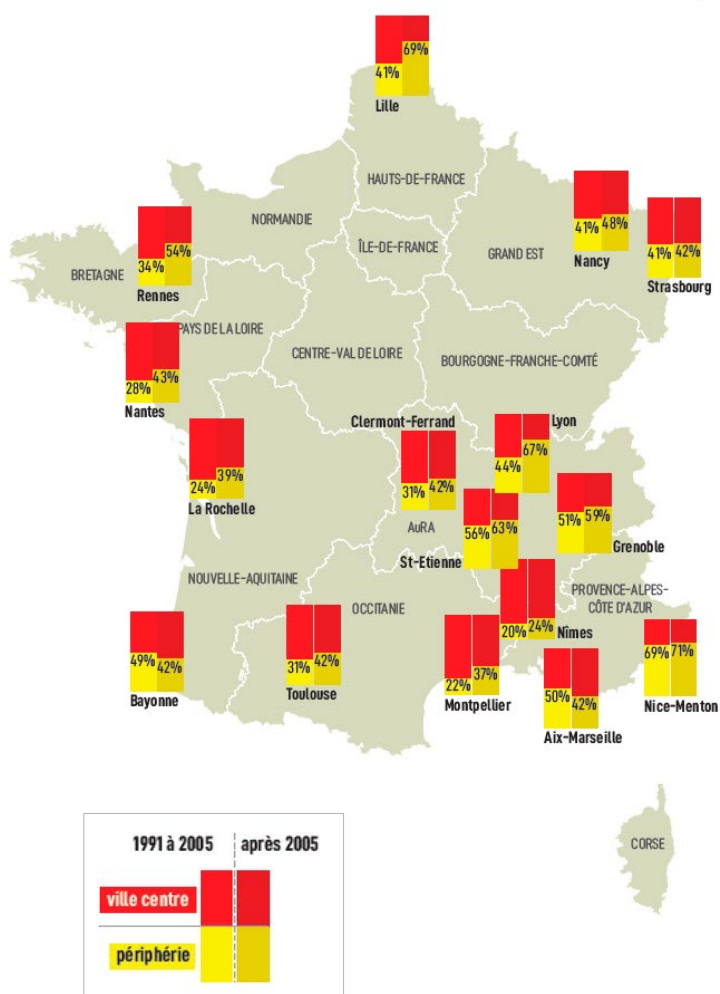 41% 69%
Lille
HAUTS-DE-FRANCE
NORMANDIE
ÎLE-DE-FRANCE
GRAND EST
41% 48%
Nancy
41% 42%
Strasbourg
34% 54%
Rennes
BRETAGNE
PAYS DE LA LOIRE
CENTRE-VAL DE LOIRE
BOURGOGNE-FRANCHE-COMTÉ
28% 43%
Nantes
Clermont-Ferrand
31% 42%
Lyon
44% 67%
24% 39%
La Rochelle
AuRA
56% 63%
St-Etienne
51% 59%
Grenoble
NOUVELLE-AQUITAINE
OCCITANIE
PROVENCE-ALPES-
CÔTE D'AZUR
20% 24%
Nîmes
49% 42%
Bayonne
31% 42%
Toulouse
22% 37%
Montpellier
50% 42%
Aix-Marseille
69% 71%
Nice-Menton
CORSE
1991 à 2005 après 2005
ville centre
périphérie